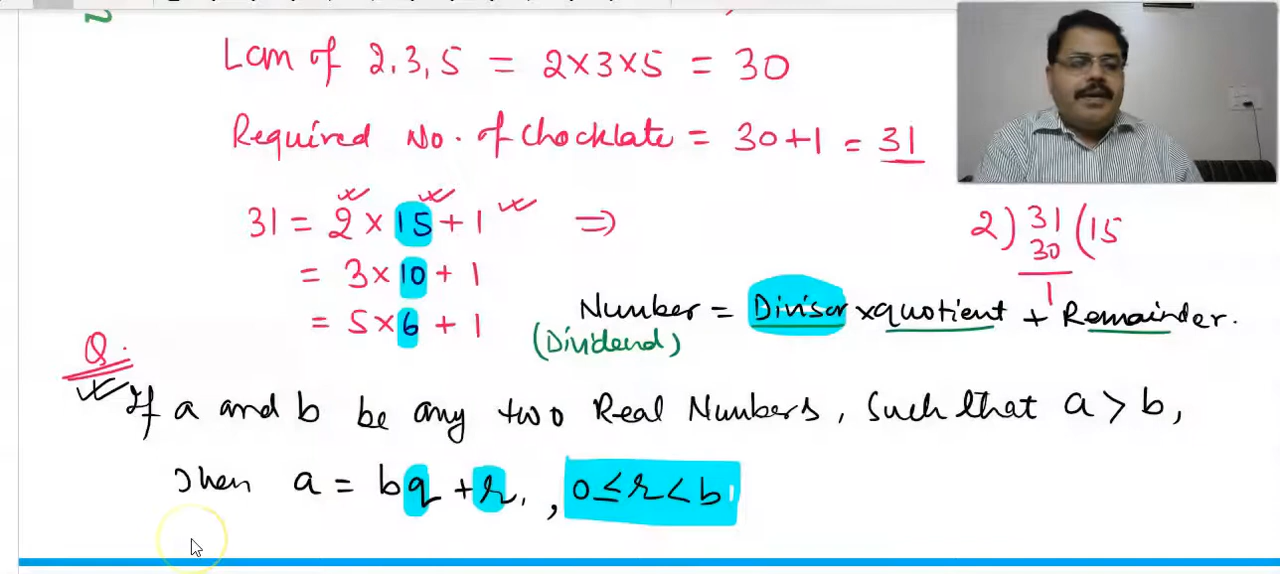 Lcm of 2,3,5 = 2×3×5 = 30
Required No. of Chocklate = 30+1 = 31
31 = 2 × 15 + 1 ⇒
= 3 × 10 + 1
= 5 × 6 + 1
2) 31 (15
30
1
Number = Divisor × quotient + Remainder.
(Dividend)
Q.
If a and b be any two Real Numbers, Such that a > b,
Then a = bq + r, , 0 ≤ r < b